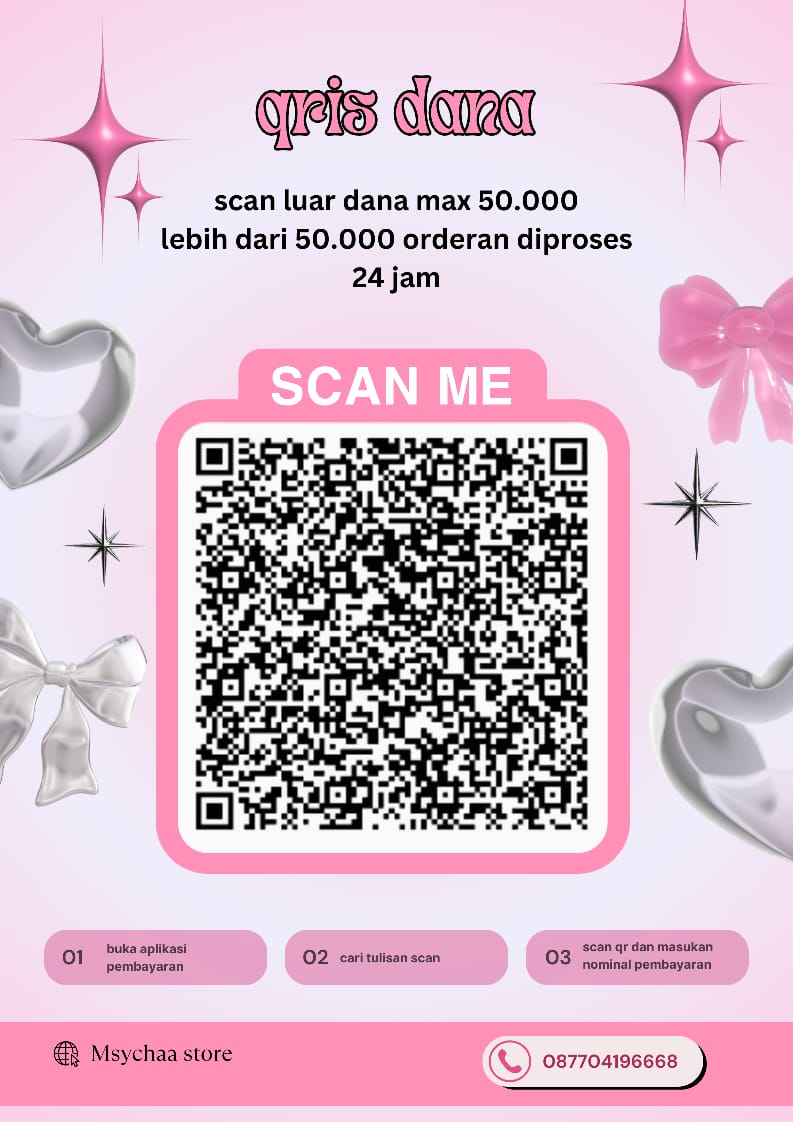 qris dana
scan luar dana max 50.000
lebih dari 50.000 orderan diproses
24 jam
SCAN ME
01
buka aplikasi
pembayaran
02
cari tulisan scan
03
scan qr dan masukan
nominal pembayaran
Msychaa store
087704196668